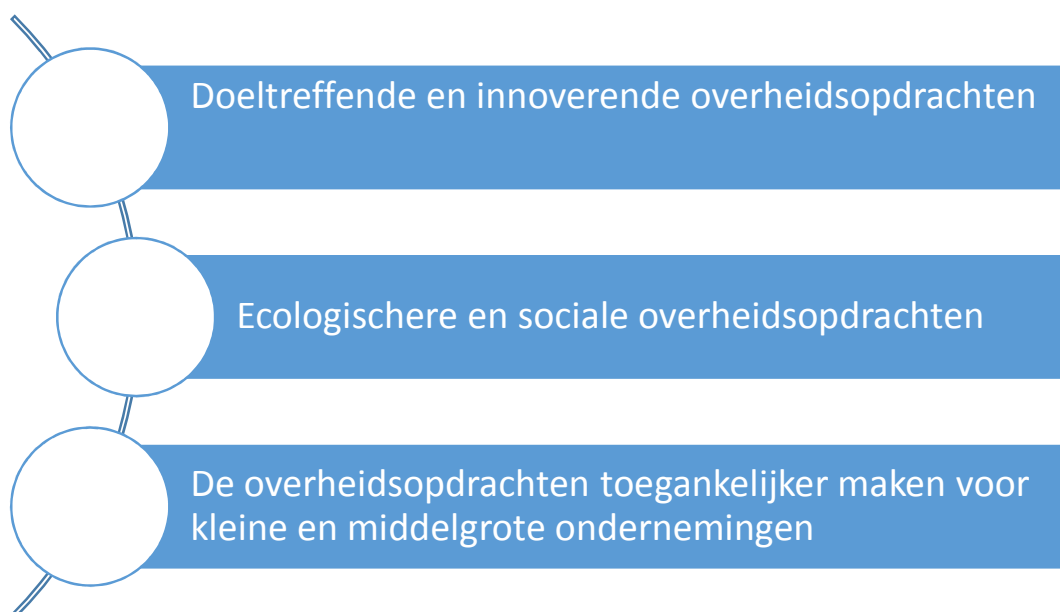 Doeltreffende en innoverende overheidsopdrachten
Ecologischere en sociale overheidsopdrachten
De overheidsopdrachten toegankelijker maken voor
kleine en middelgrote ondernemingen